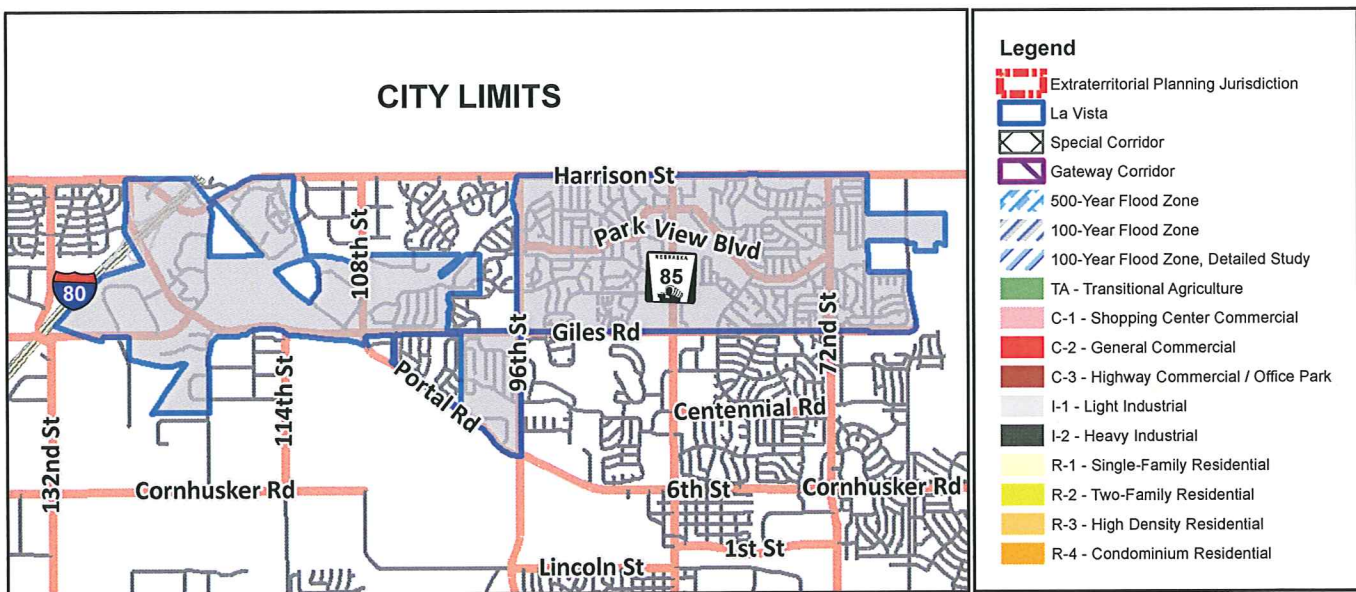 CITY LIMITS
Harrison St
Park View Blvd
108th St
NEBRASKA
85
80
96th St
72nd St
Giles Rd
Portal Rd
132nd St
114th St
Centennial Rd
Cornhusker Rd
6th St
Cornhusker Rd
1st St
Lincoln St
Legend
Extraterritorial Planning Jurisdiction
La Vista
Special Corridor
Gateway Corridor
500-Year Flood Zone
100-Year Flood Zone
100-Year Flood Zone, Detailed Study
TA - Transitional Agriculture
C-1 - Shopping Center Commercial
C-2 - General Commercial
C-3 - Highway Commercial / Office Park
I-1 - Light Industrial
I-2 - Heavy Industrial
R-1 - Single-Family Residential
R-2 - Two-Family Residential
R-3 - High Density Residential
R-4 - Condominium Residential